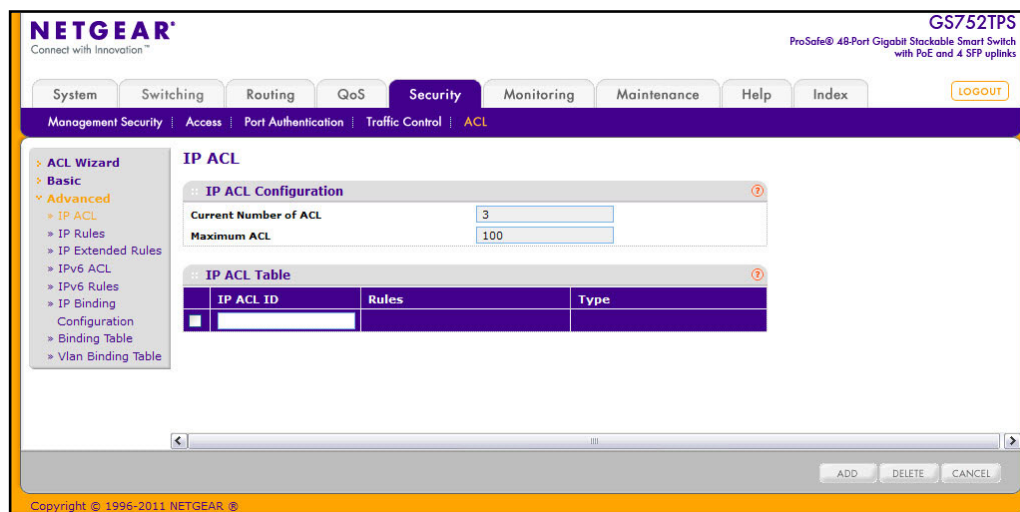 NETGEAR®
Connect with Innovation™
GS752TPS
ProSafe® 48-Port Gigabit Stackable Smart Switch
with PoE and 4 SFP uplinks
System Switching Routing QoS Security Monitoring Maintenance Help Index LOGOUT
Management Security Access Port Authentication Traffic Control ACL
ACL Wizard
Basic
Advanced
» IP ACL
» IP Rules
» IP Extended Rules
» IPv6 ACL
» IPv6 Rules
» IP Binding
Configuration
» Binding Table
» Vlan Binding Table
IP ACL
IP ACL Configuration ?
Current Number of ACL 3
Maximum ACL 100
IP ACL Table ?
IP ACL ID Rules Type
ADD DELETE CANCEL
Copyright © 1996-2011 NETGEAR ®